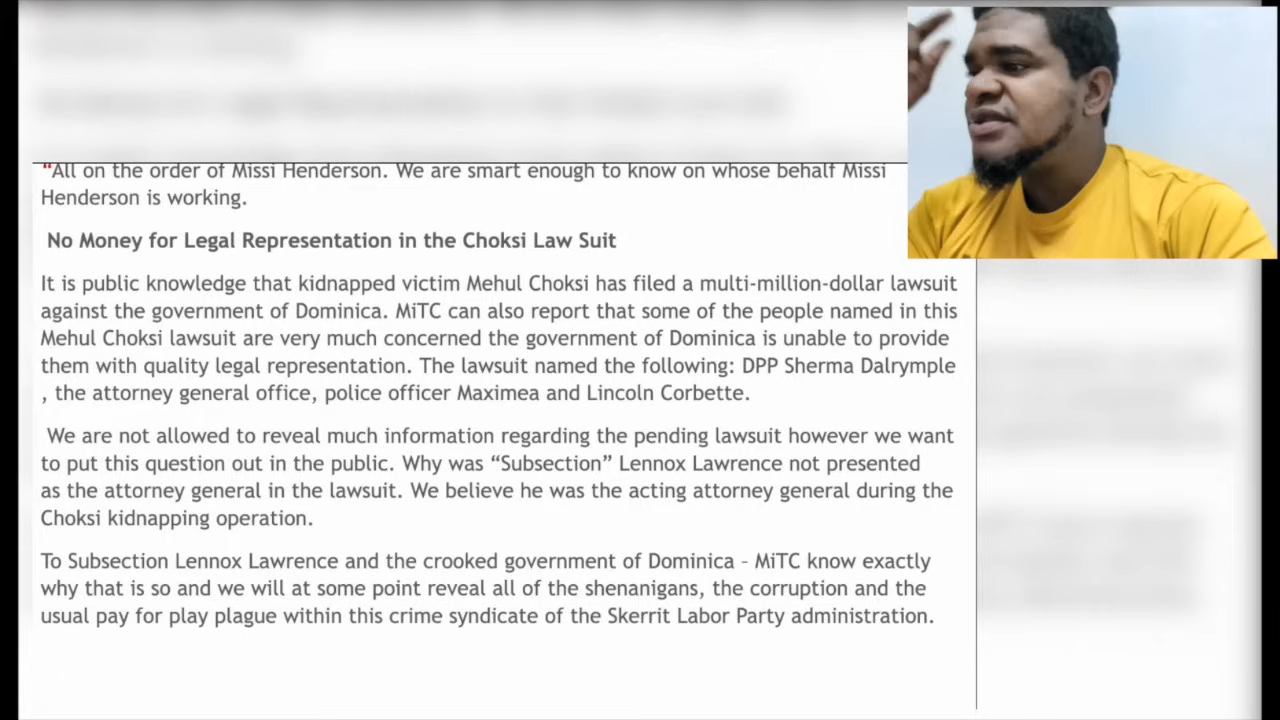 “All on the order of Missi Henderson. We are smart enough to know on whose behalf Missi
Henderson is working.
No Money for Legal Representation in the Choksi Law Suit
It is public knowledge that kidnapped victim Mehul Choksi has filed a multi-million-dollar lawsuit
against the government of Dominica. MiTC can also report that some of the people named in this
Mehul Choksi lawsuit are very much concerned the government of Dominica is unable to provide
them with quality legal representation. The lawsuit named the following: DPP Sherma Dalrymple
, the attorney general office, police officer Maximea and Lincoln Corbette.
We are not allowed to reveal much information regarding the pending lawsuit however we want
to put this question out in the public. Why was “Subsection” Lennox Lawrence not presented
as the attorney general in the lawsuit. We believe he was the acting attorney general during the
Choksi kidnapping operation.
To Subsection Lennox Lawrence and the crooked government of Dominica – MiTC know exactly
why that is so and we will at some point reveal all of the shenanigans, the corruption and the
usual pay for play plague within this crime syndicate of the Skerrit Labor Party administration.